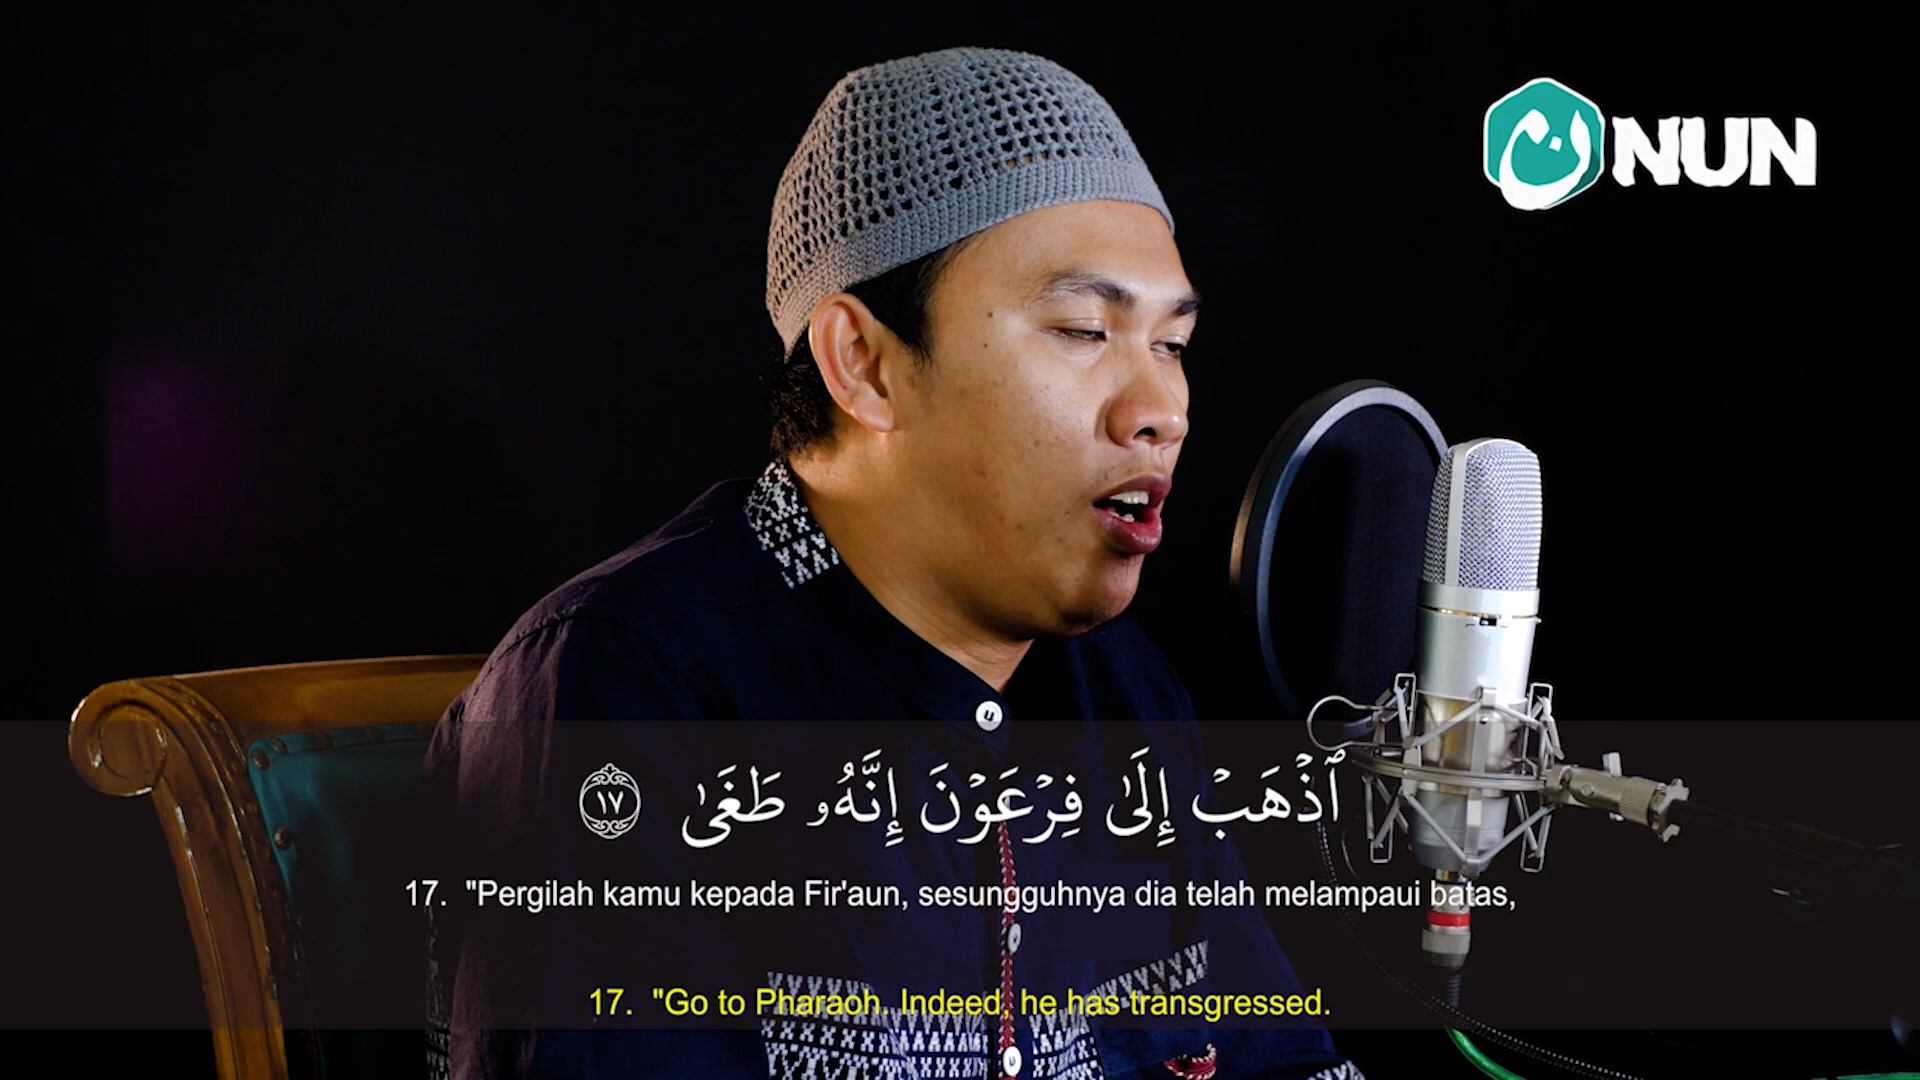 ن NUN
ٱذْهَبْ إِلَىٰ فِرْعَوْنَ إِنَّهُۥ طَغَىٰ ١٧
17. "Pergilah kamu kepada Fir'aun, sesungguhnya dia telah melampaui batas,
17. "Go to Pharaoh. Indeed, he has transgressed.